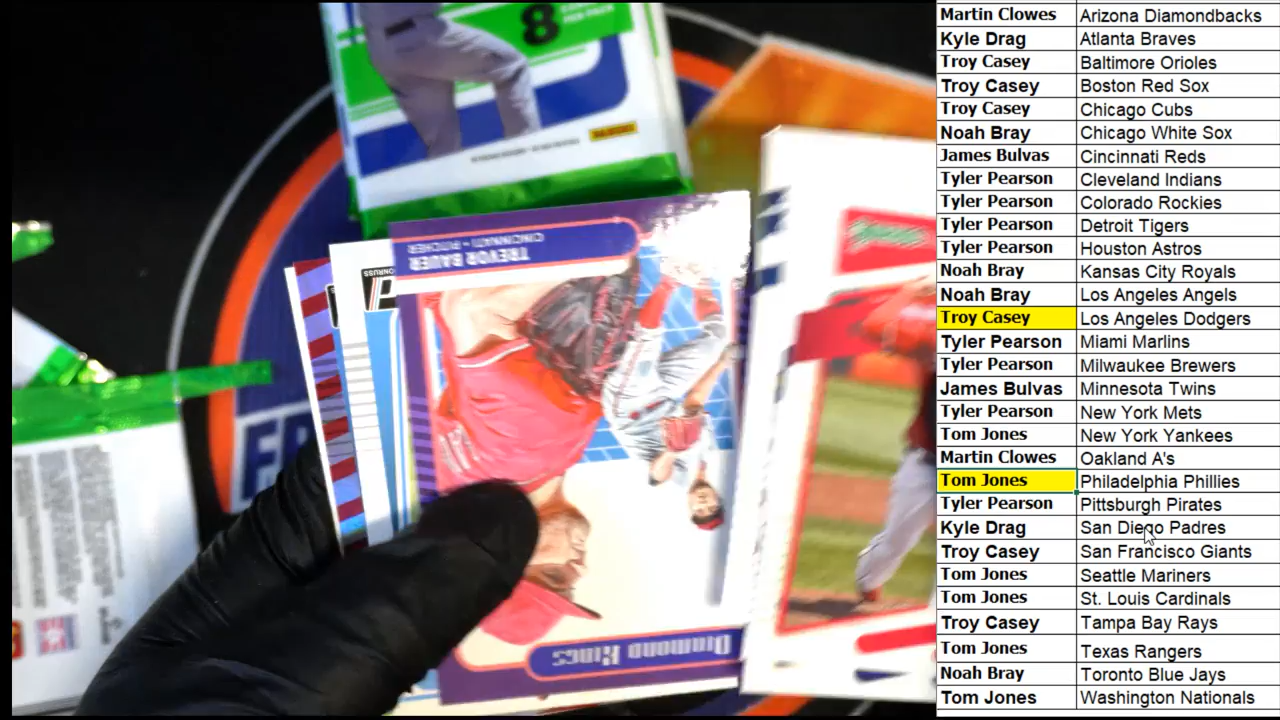 8
PANINI
TREVOR BAUER
CINCINNATI - PITCHER
ONRUSS
DIAMOND KINGS
Martin Clowes Arizona Diamondbacks
Kyle Drag Atlanta Braves
Troy Casey Baltimore Orioles
Troy Casey Boston Red Sox
Troy Casey Chicago Cubs
Noah Bray Chicago White Sox
James Bulvas Cincinnati Reds
Tyler Pearson Cleveland Indians
Tyler Pearson Colorado Rockies
Tyler Pearson Detroit Tigers
Tyler Pearson Houston Astros
Noah Bray Kansas City Royals
Noah Bray Los Angeles Angels
Troy Casey Los Angeles Dodgers
Tyler Pearson Miami Marlins
Tyler Pearson Milwaukee Brewers
James Bulvas Minnesota Twins
Tyler Pearson New York Mets
Tom Jones New York Yankees
Martin Clowes Oakland A's
Tom Jones Philadelphia Phillies
Tyler Pearson Pittsburgh Pirates
Kyle Drag San Diego Padres
Troy Casey San Francisco Giants
Tom Jones Seattle Mariners
Tom Jones St. Louis Cardinals
Troy Casey Tampa Bay Rays
Tom Jones Texas Rangers
Noah Bray Toronto Blue Jays
Tom Jones Washington Nationals